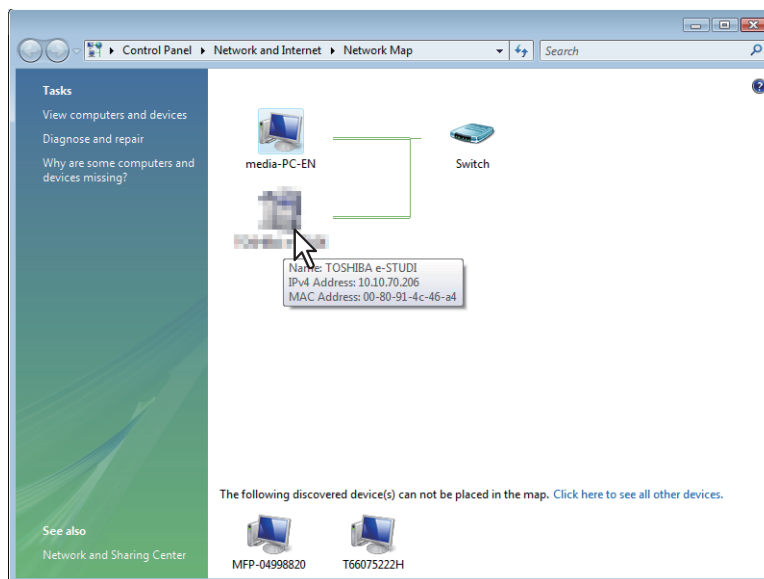 Control Panel Network and Internet Network Map
Search
Tasks
View computers and devices
Diagnose and repair
Why are some computers and
devices missing?
media-PC-EN
Switch
Name: TOSHIBA e-STUDI
IPv4 Address: 10.10.70.206
MAC Address: 00-80-91-4c-46-a4
The following discovered device(s) can not be placed in the map. Click here to see all other devices.
See also
Network and Sharing Center
MFP-04998820
T66075222H